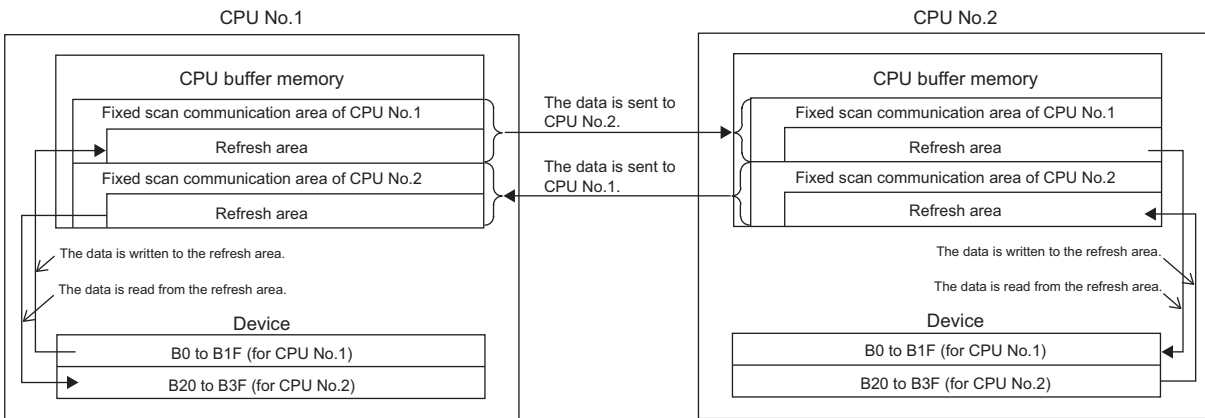 CPU No.1
CPU buffer memory
Fixed scan communication area of CPU No.1
Refresh area
Fixed scan communication area of CPU No.2
Refresh area
The data is written to the refresh area.
The data is read from the refresh area.
Device
B0 to B1F (for CPU No.1)
B20 to B3F (for CPU No.2)
The data is sent to
CPU No.2.
The data is sent to
CPU No.1.
CPU No.2
CPU buffer memory
Fixed scan communication area of CPU No.1
Refresh area
Fixed scan communication area of CPU No.2
Refresh area
The data is written to the refresh area.
The data is read from the refresh area.
Device
B0 to B1F (for CPU No.1)
B20 to B3F (for CPU No.2)